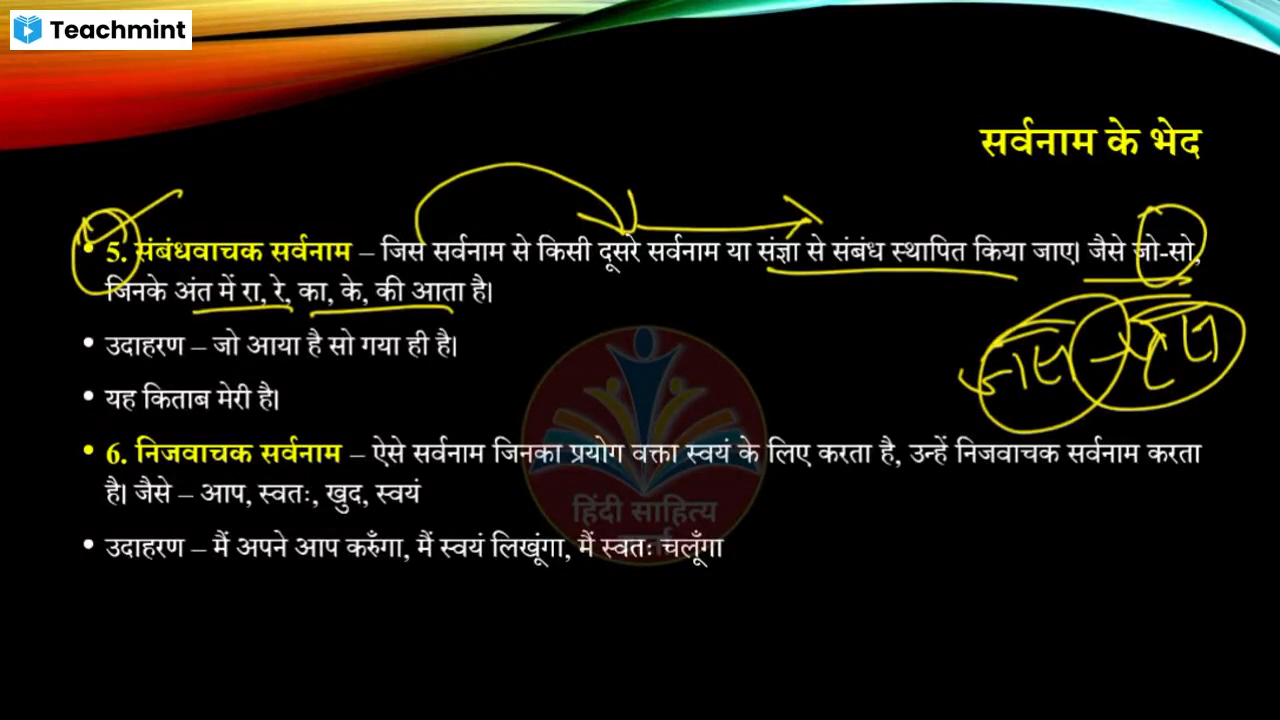 Teachmint
सर्वनाम के भेद
• 5. संबंधवाचक सर्वनाम – जिस सर्वनाम से किसी दूसरे सर्वनाम या संज्ञा से संबंध स्थापित किया जाए। जैसे जो-सो,
जिनके अंत में रा, रे, का, के, की आता है।
• उदाहरण – जो आया है सो गया ही है।
• यह किताब मेरी है।
• 6. निजवाचक सर्वनाम – ऐसे सर्वनाम जिनका प्रयोग वक्ता स्वयं के लिए करता है, उन्हें निजवाचक सर्वनाम करता
है। जैसे – आप, स्वतः, खुद, स्वयं
हिंदी साहित्य
• उदाहरण – मैं अपने आप करुँगा, मैं स्वयं लिखूंगा, मैं स्वतः चलूँगा